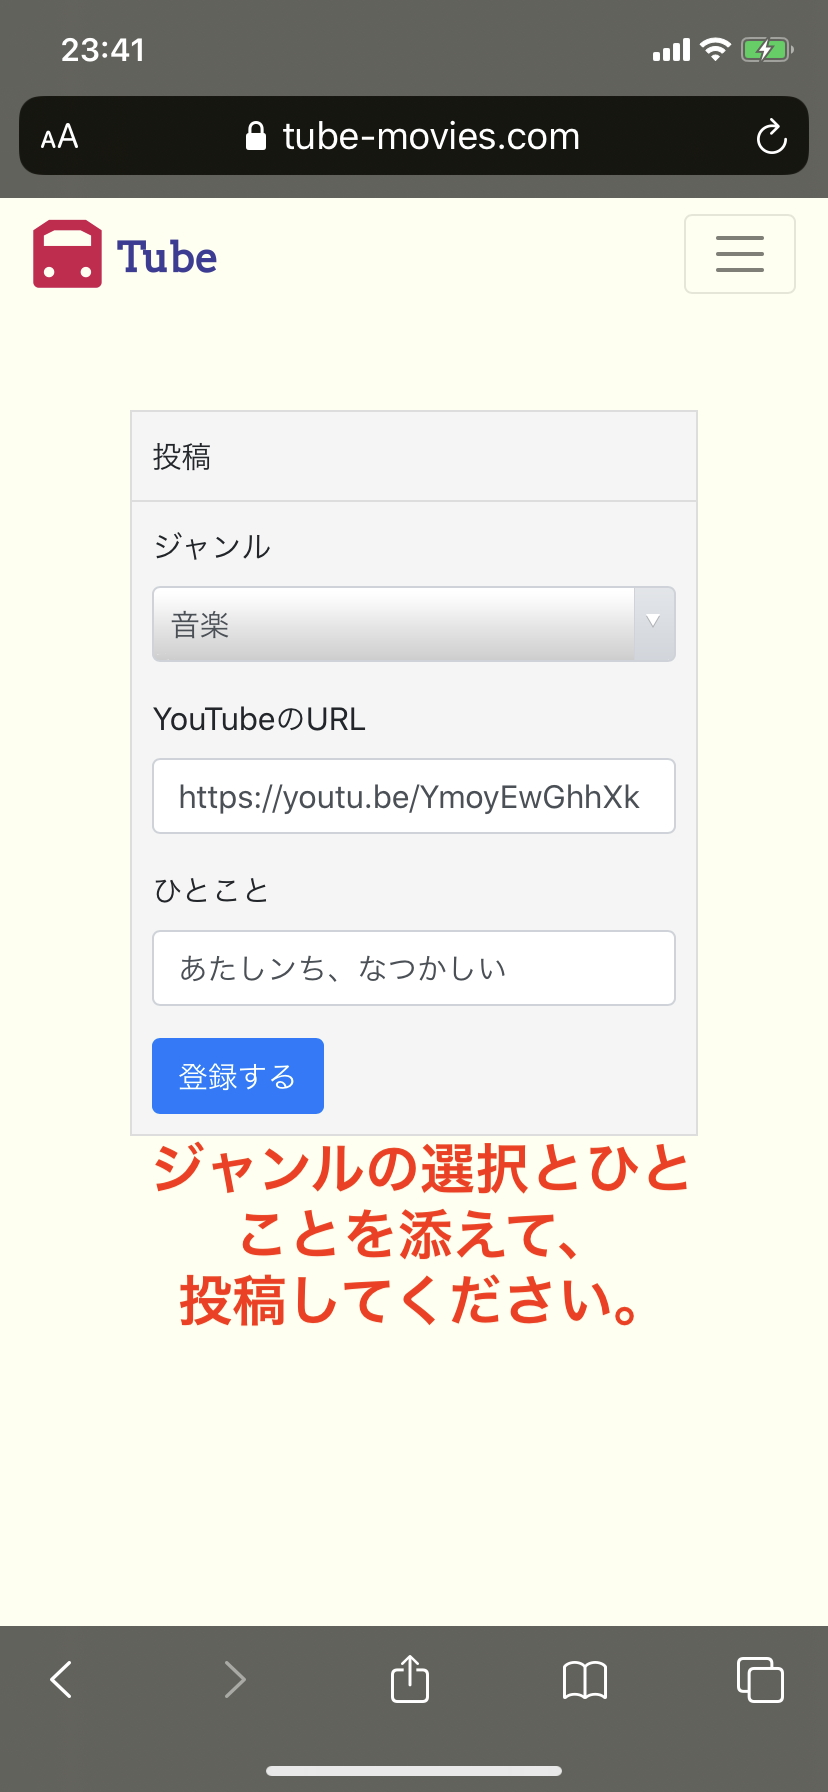 23:41
AA tube-movies.com
Tube
投稿
ジャンル
音楽
YouTubeのURL
https://youtu.be/YmoyEwGhhXk
ひとこと
あたしンち、なつかしい
登録する
ジャンルの選択とひと
ことを添えて、
投稿してください。